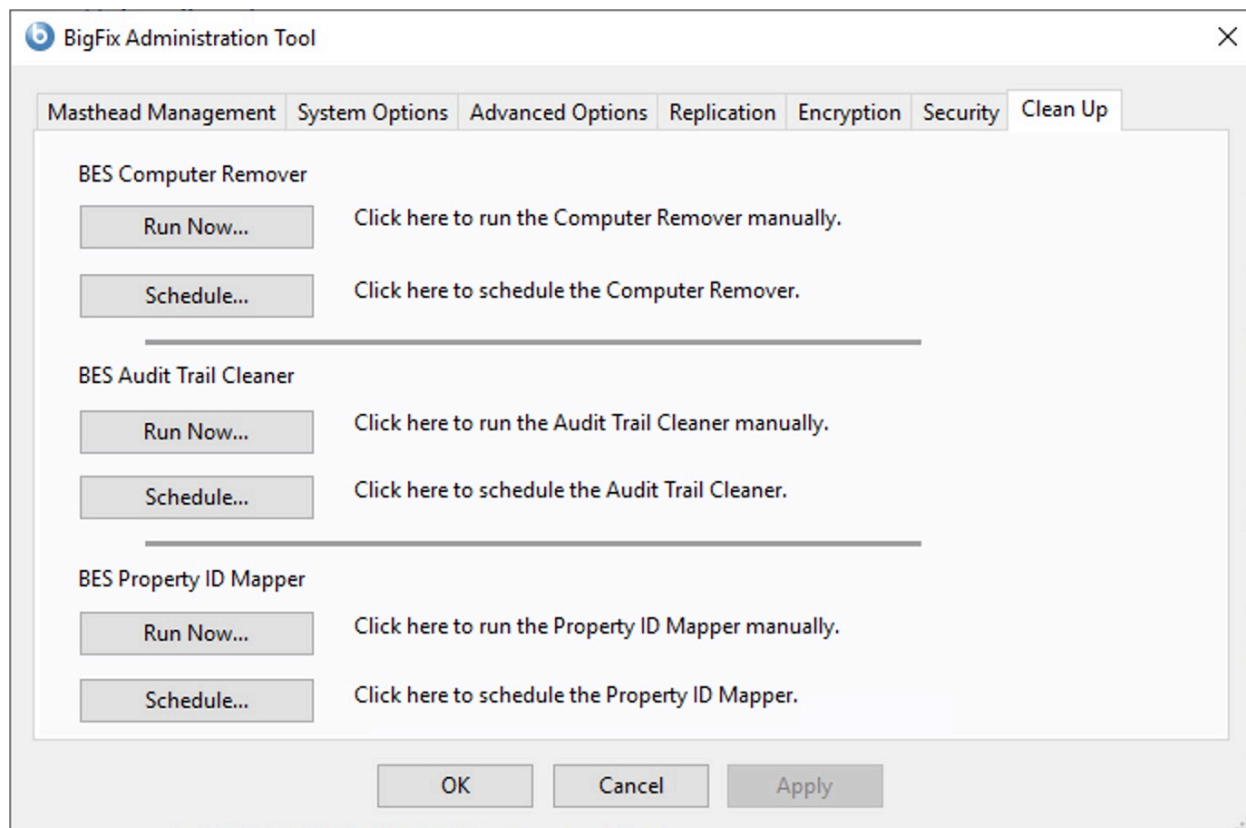 BigFix Administration Tool
Masthead Management System Options Advanced Options Replication Encryption Security Clean Up
BES Computer Remover
Run Now... Click here to run the Computer Remover manually.
Schedule... Click here to schedule the Computer Remover.
BES Audit Trail Cleaner
Run Now... Click here to run the Audit Trail Cleaner manually.
Schedule... Click here to schedule the Audit Trail Cleaner.
BES Property ID Mapper
Run Now... Click here to run the Property ID Mapper manually.
Schedule... Click here to schedule the Property ID Mapper.
OK Cancel Apply